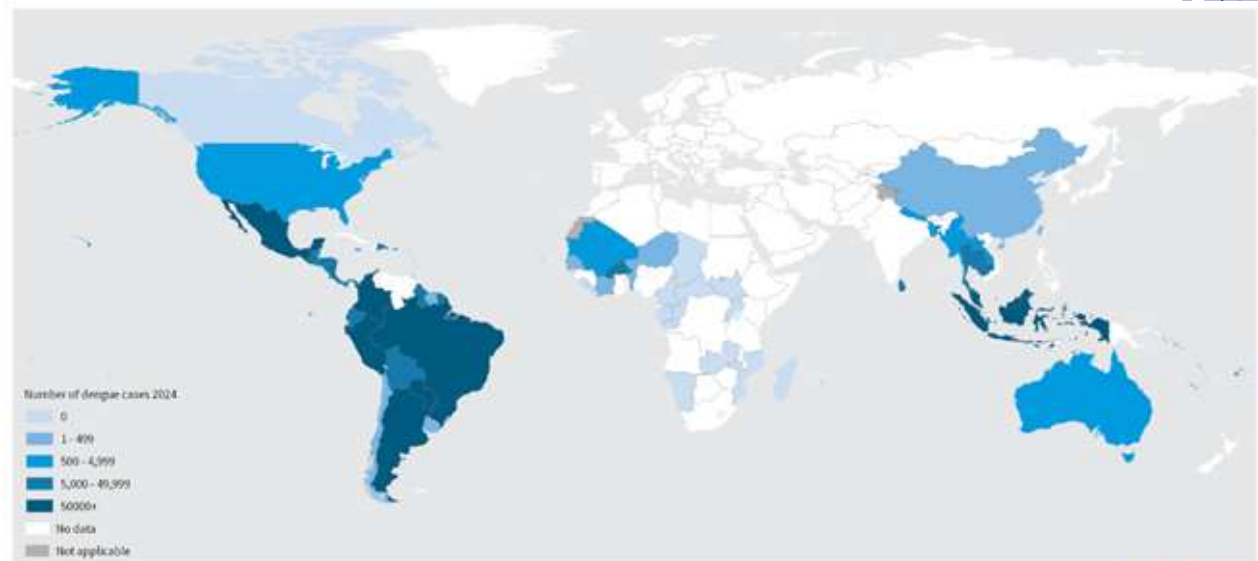 Number of dengue cases 2024
0
1 - 499
500 - 4,999
5,000 - 49,999
50000+
No data
Not applicable